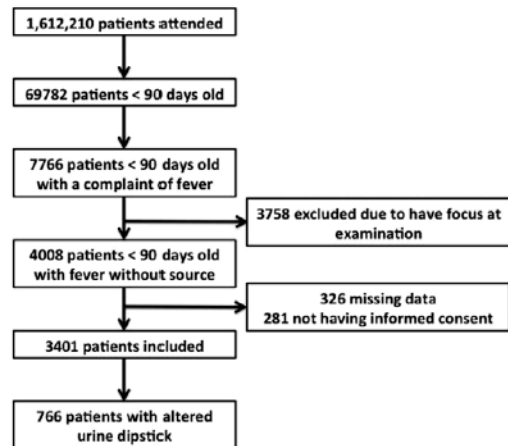 1,612,210 patients attended
69782 patients < 90 days old
7766 patients < 90 days old
with a complaint of fever
3758 excluded due to have focus at
examination
4008 patients < 90 days old
with fever without source
326 missing data
281 not having informed consent
3401 patients included
766 patients with altered
urine dipstick